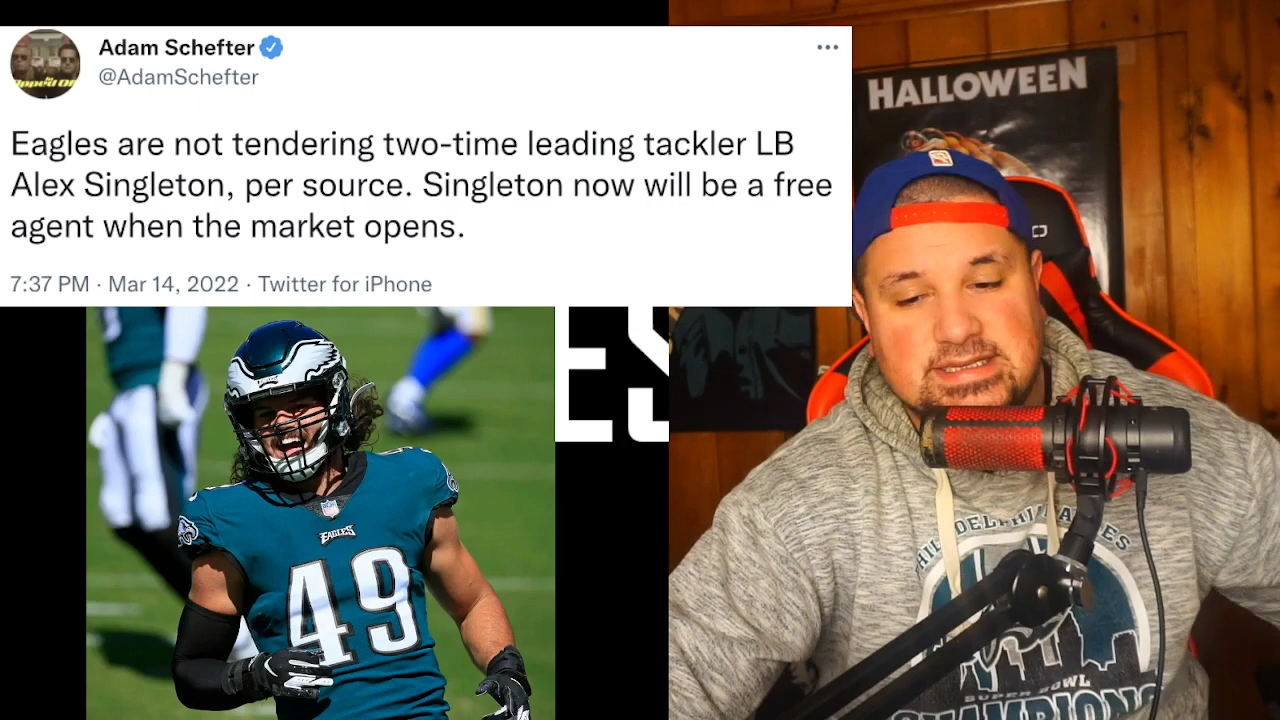 Adam Schefter
@AdamSchefter
Eagles are not tendering two-time leading tackler LB
Alex Singleton, per source. Singleton now will be a free
agent when the market opens.
7:37 PM · Mar 14, 2022 · Twitter for iPhone
HALLOWEEN
EAGLES
49
SUPER BOWL